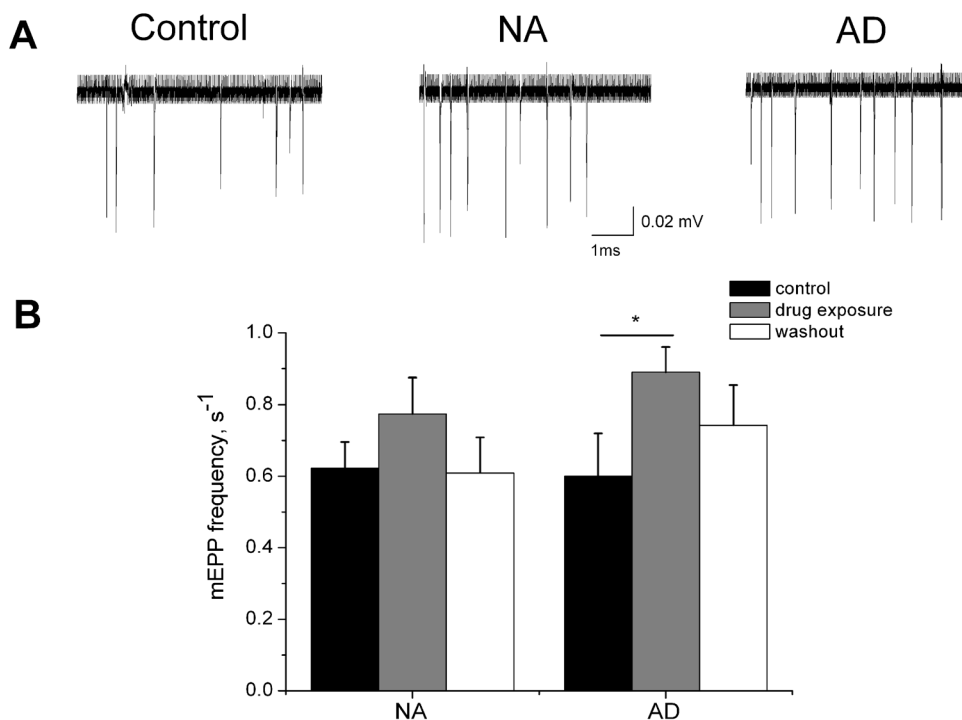 A
Control
NA
AD
0.02 mV
1ms
B
control
drug exposure
washout
*
mEPP frequency, s⁻¹
1.0
0.8
0.6
0.4
0.2
0.0
NA
AD